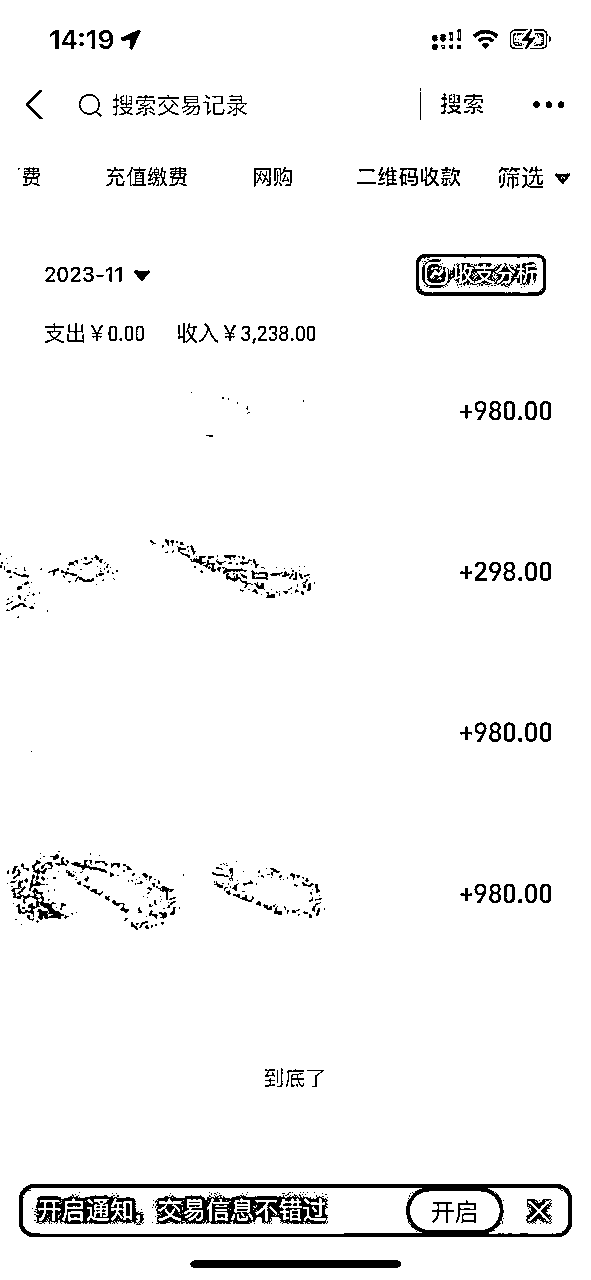 14:19
搜索交易记录 搜索
费 充值缴费 网购 二维码收款 筛选
2023-11 收支分析
支出￥0.00 收入￥3,238.00
+980.00
+298.00
+980.00
+980.00
到底了
开启通知，交易信息不错过 开启